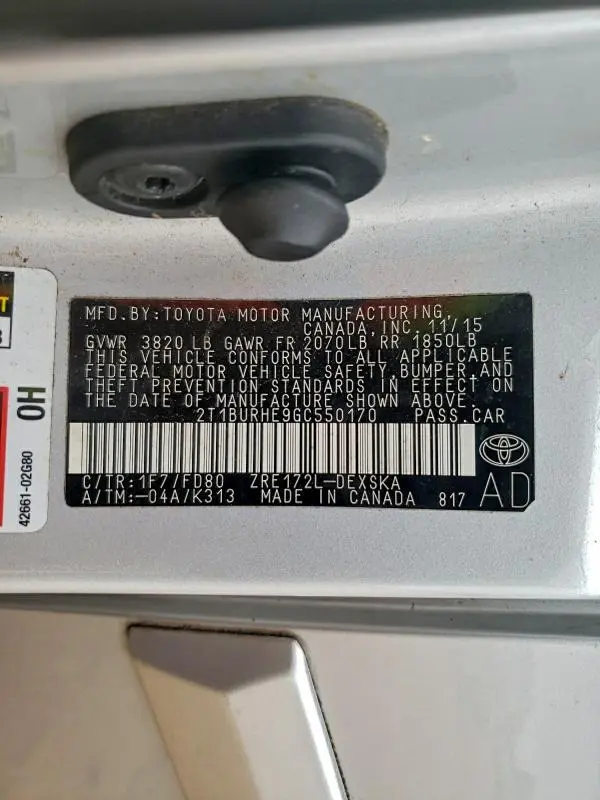 MFD.BY:TOYOTA MOTOR MANUFACTURING,
CANADA,INC. 11/15
GVWR 3820 LB GAWR FR 2070LB RR 1850LB
THIS VEHICLE CONFORMS TO ALL APPLICABLE
FEDERAL MOTOR VEHICLE SAFETY, BUMPER, AND
THEFT PREVENTION STANDARDS IN EFFECT ON
THE DATE OF MANUFACTURE SHOWN ABOVE.
2T1BURHE9GC550170 PASS.CAR
C/TR:1F7/FD80 ZRE172L-DEXSKA
A/TM:-04A/K313 MADE IN CANADA 817
AD
0H
42661-02G80